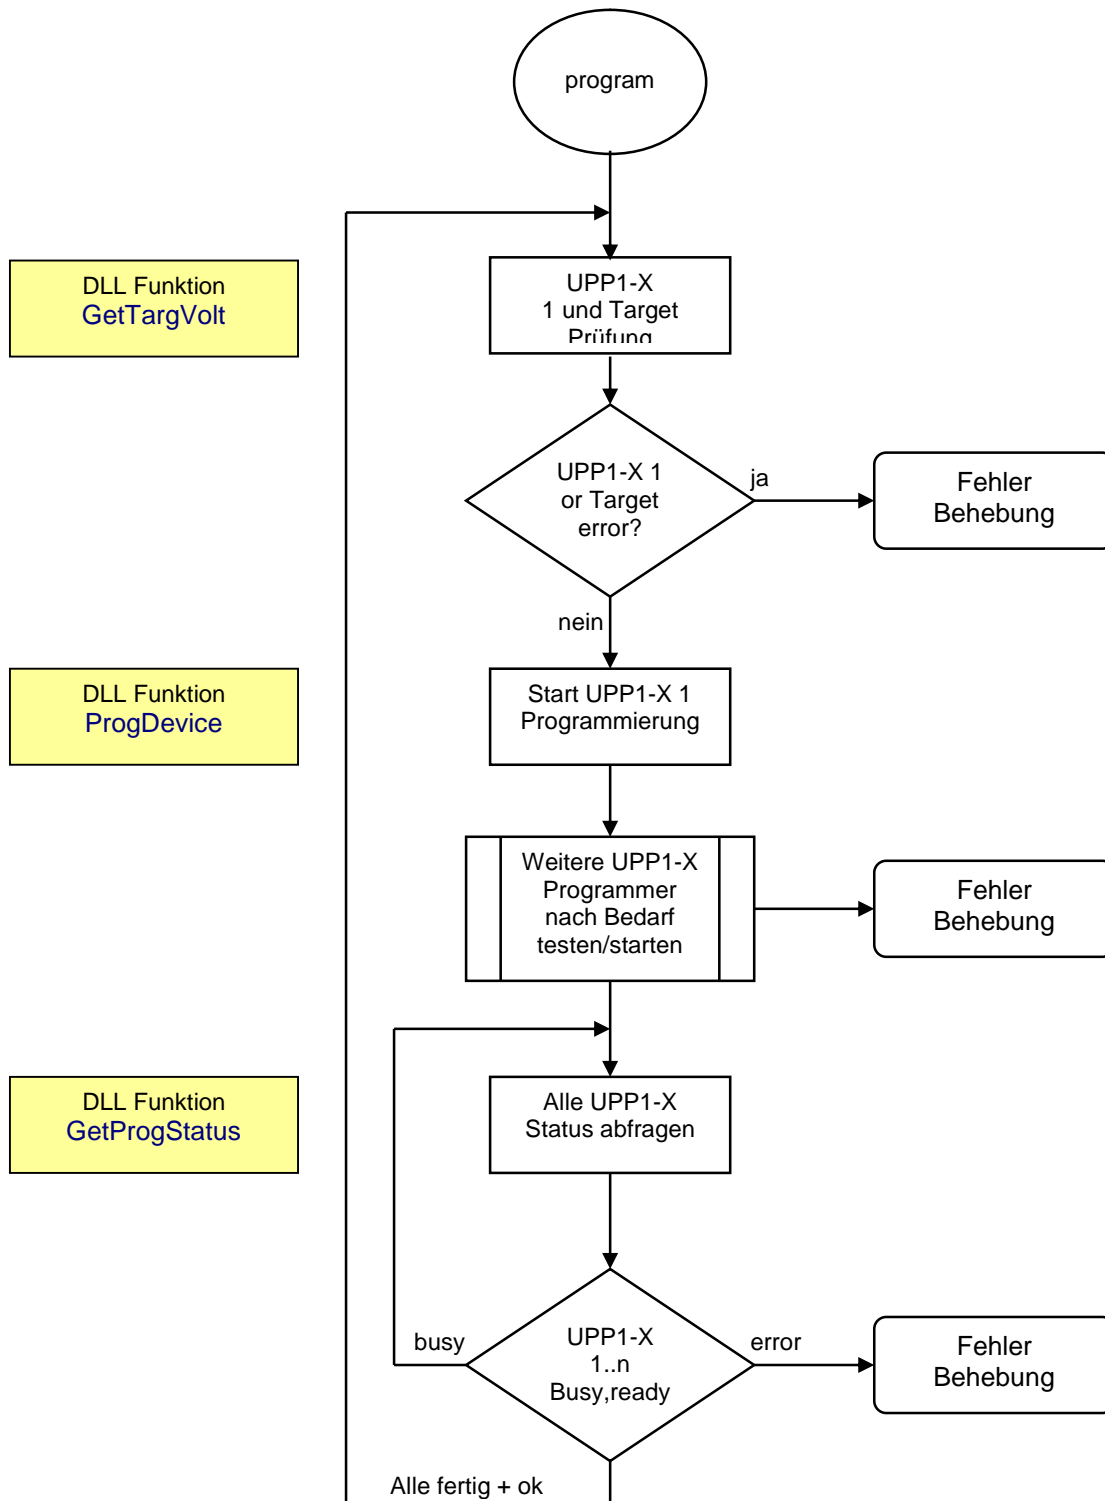 program
DLL Funktion
GetTargVolt
UPP1-X
1 und Target
Prüfung
UPP1-X 1
or Target
error?
ja
Fehler
Behebung
nein
DLL Funktion
ProgDevice
Start UPP1-X 1
Programmierung
Weitere UPP1-X
Programmer
nach Bedarf
testen/starten
Fehler
Behebung
DLL Funktion
GetProgStatus
Alle UPP1-X
Status abfragen
busy
UPP1-X
1..n
Busy,ready
error
Fehler
Behebung
Alle fertig + ok